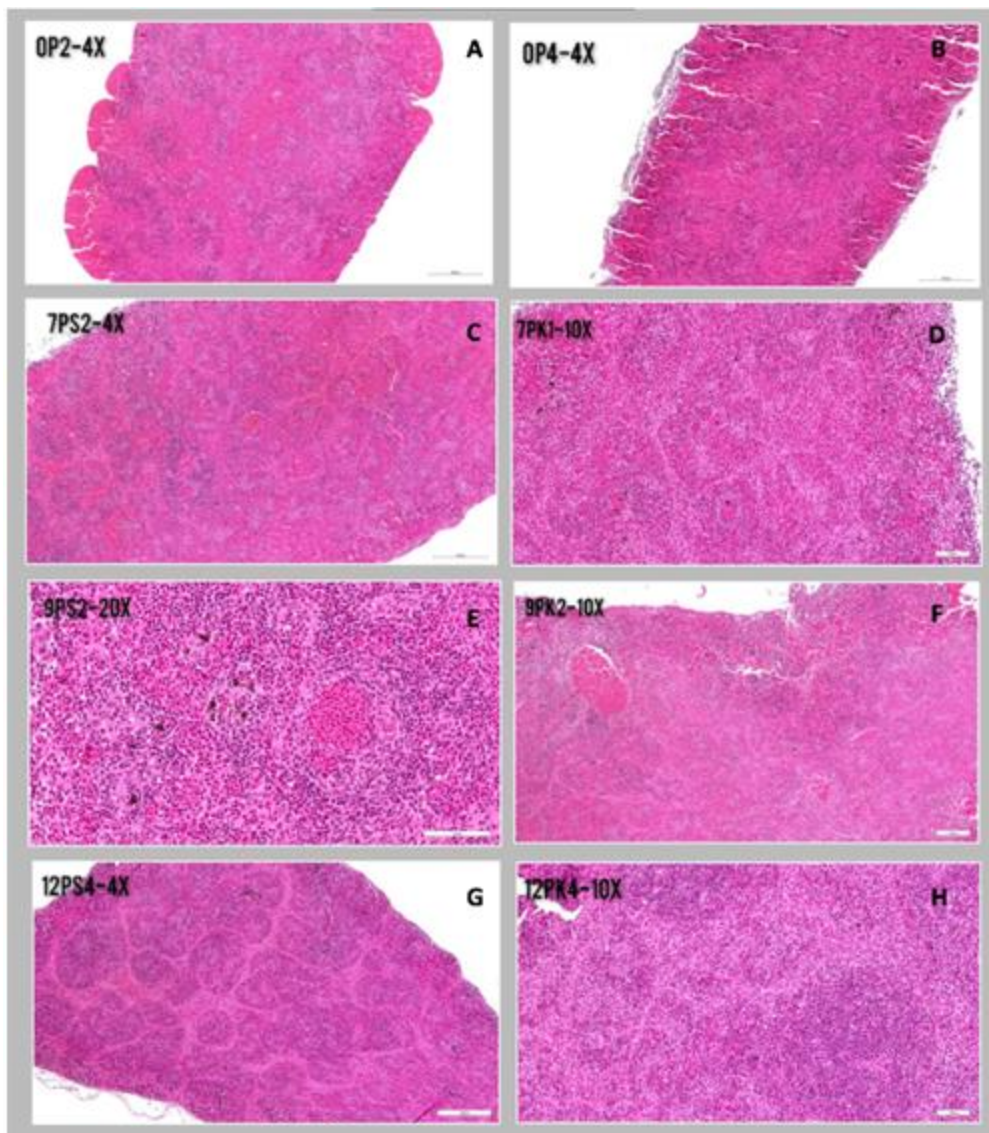 0P2-4X A
0P4-4X B
7PS2-4X C
7PK1-10X D
9PS2-20X E
9PK2-10X F
12PS4-4X G
12PK4-10X H